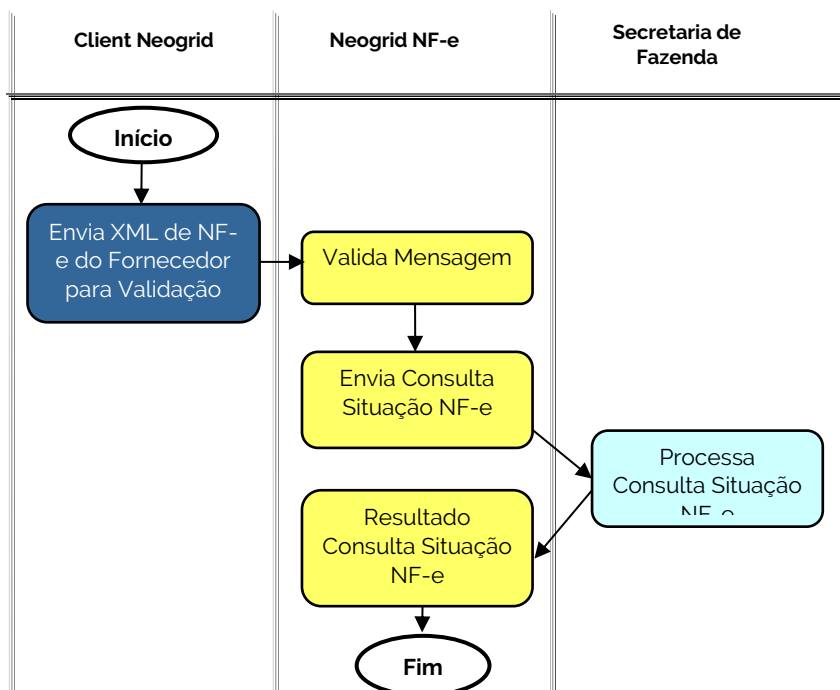 Client Neogrid
Neogrid NF-e
Secretaria de
Fazenda
Início
Envia XML de NF-
e do Fornecedor
para Validação
Valida Mensagem
Envia Consulta
Situação NF-e
Processa
Consulta Situação
NF-e
Resultado
Consulta Situação
NF-e
Fim